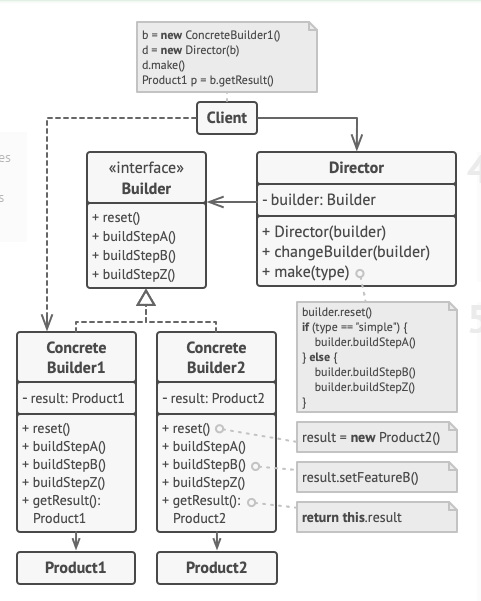 b = new ConcreteBuilder1()
d = new Director(b)
d.make()
Product1 p = b.getResult()
Client
«interface»
Builder
+ reset()
+ buildStepA()
+ buildStepB()
+ buildStepZ()
Director
- builder: Builder
+ Director(builder)
+ changeBuilder(builder)
+ make(type)
builder.reset()
if (type == "simple") {
builder.buildStepA()
} else {
builder.buildStepB()
builder.buildStepZ()
}
Concrete
Builder1
- result: Product1
+ reset()
+ buildStepA()
+ buildStepB()
+ buildStepZ()
+ getResult():
Product1
Concrete
Builder2
- result: Product2
+ reset()
+ buildStepA()
+ buildStepB()
+ buildStepZ()
+ getResult():
Product2
result = new Product2()
result.setFeatureB()
return this.result
Product1
Product2